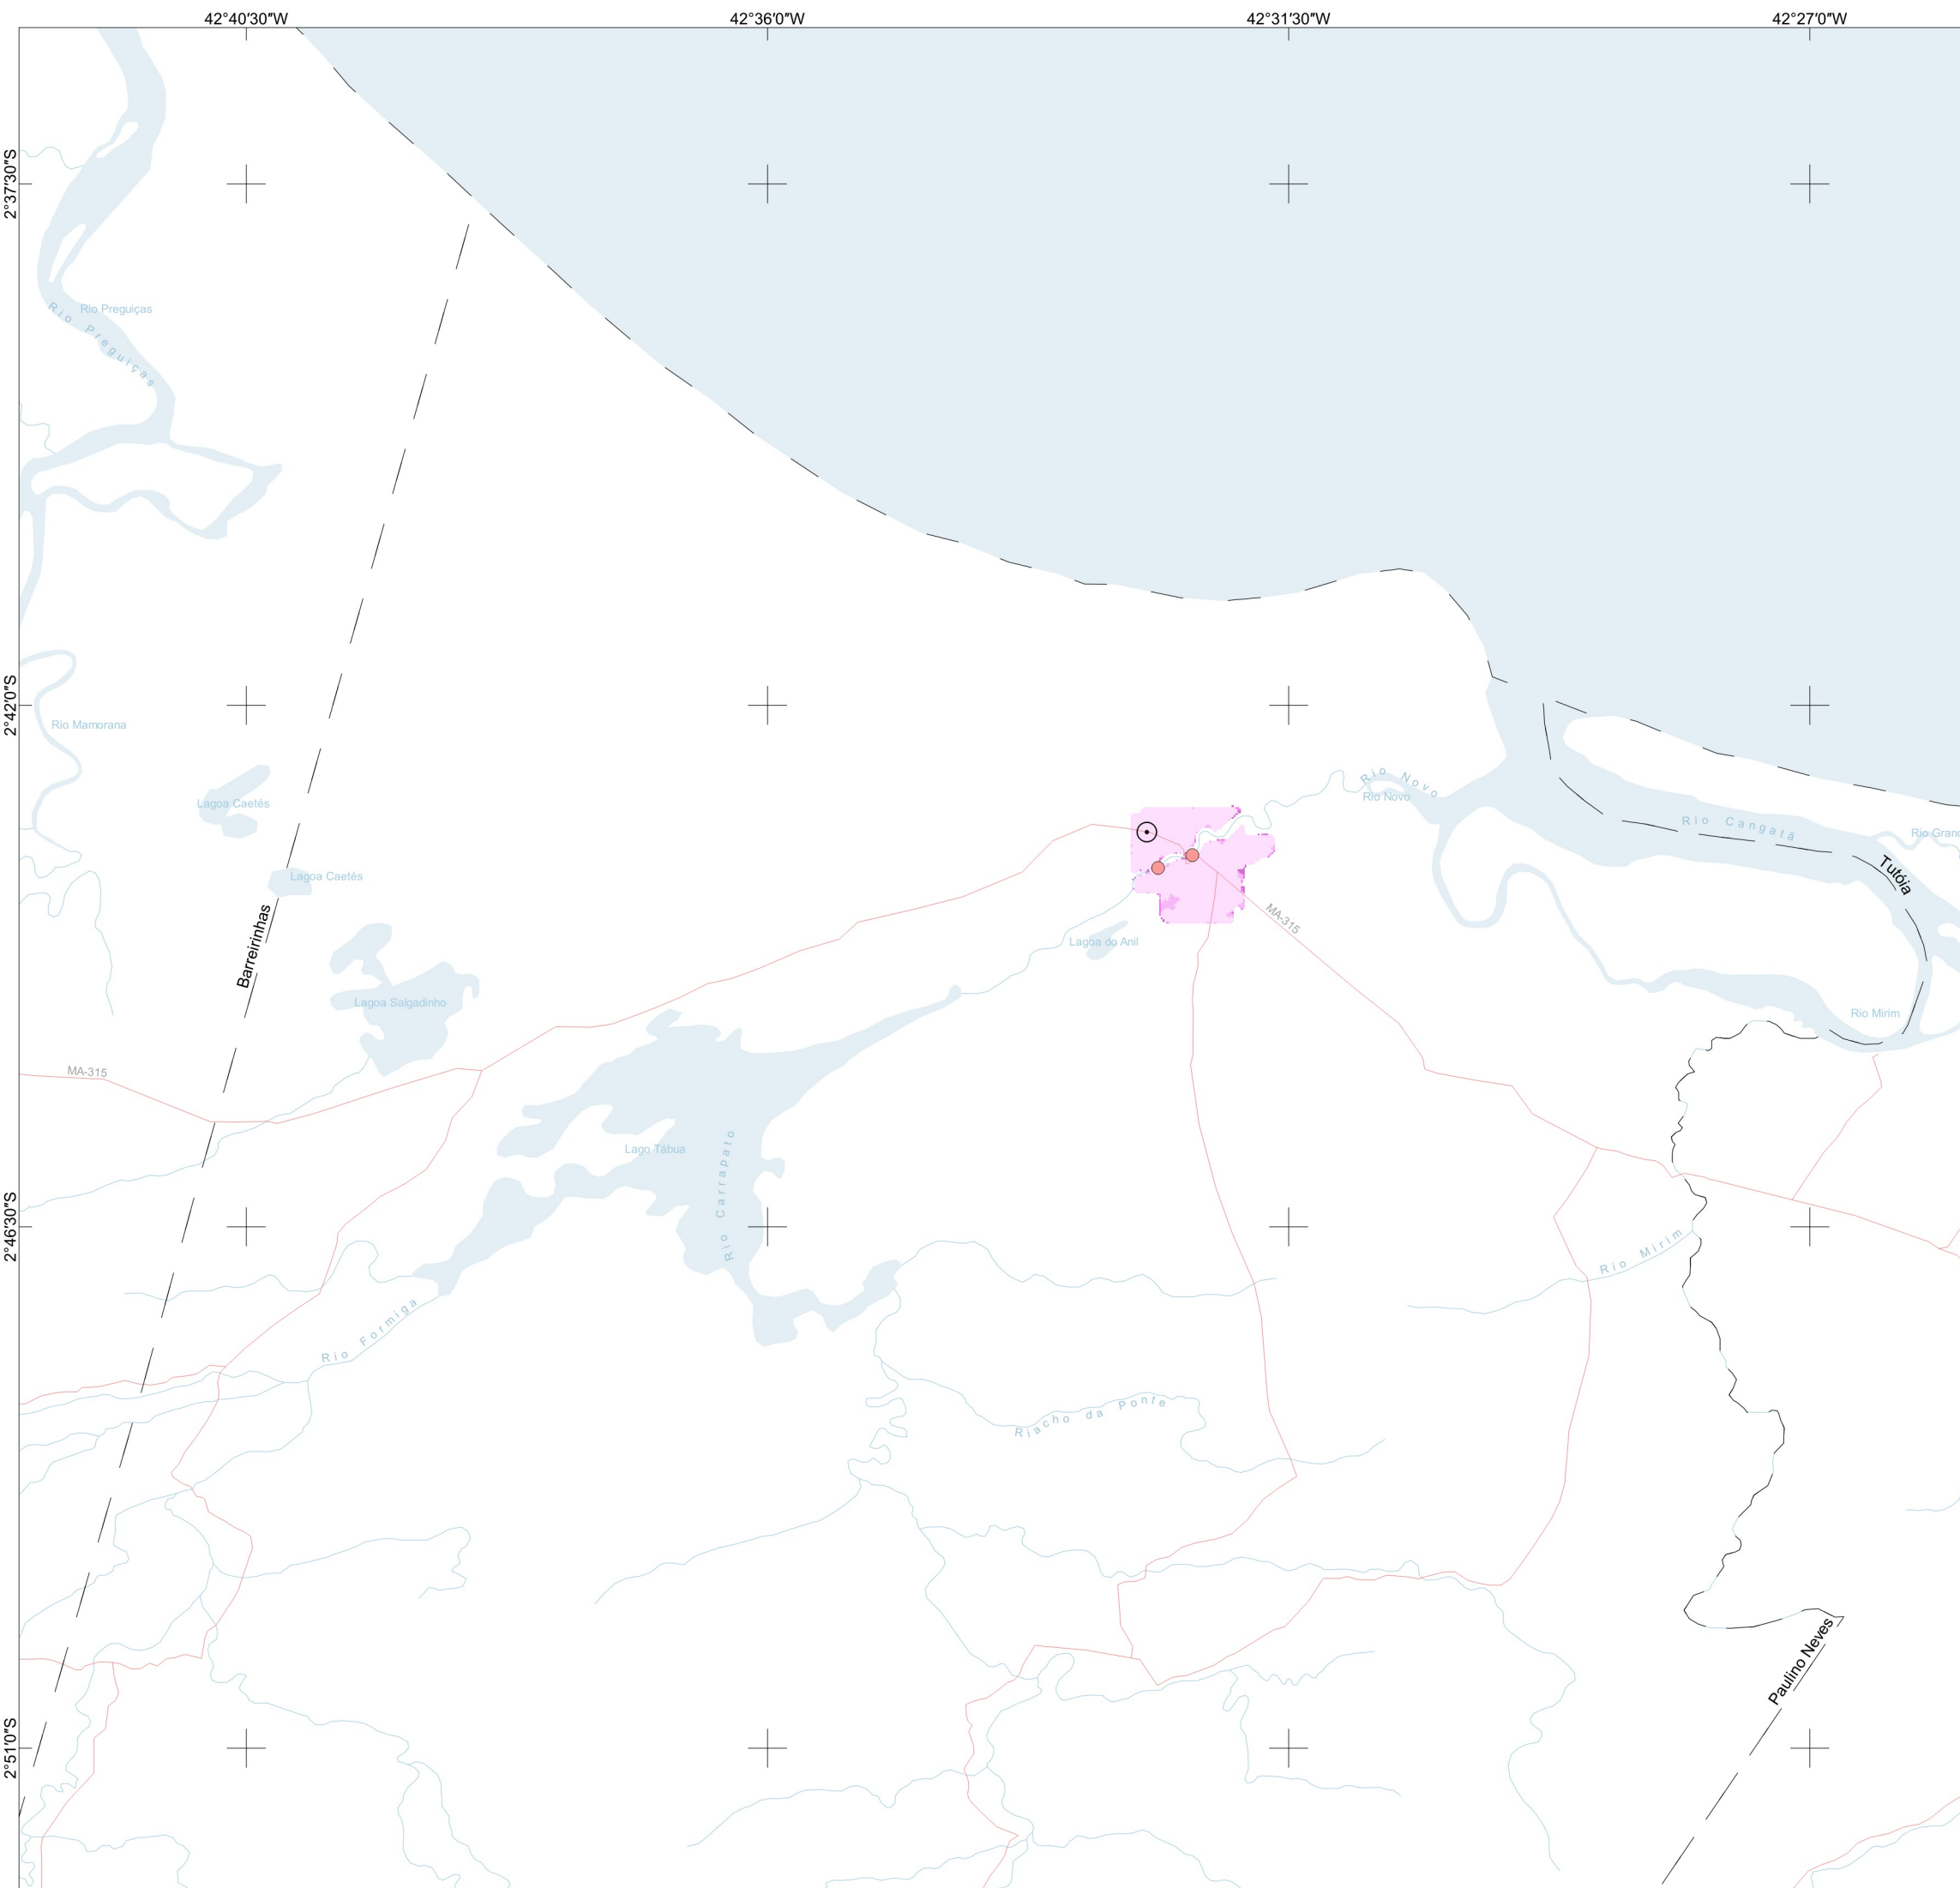 42°40'30"W
42°36'0"W
42°31'30"W
42°27'0"W
2°37'30"S
Rio Preguiças
Rio Preguiças
2°42'0"S
Rio Mamorana
Rio Novo
Rio Novo
Lagoa Caetés
Rio Cangatã
Rio Gran
Lagoa Caetés
Tutóia
Barreirinhas
MA-315
Lagoa do Anil
Lagoa Salgadinho
Rio Mirim
MA-315
Lago Tábua
Rio Carrapato
2°46'30"S
Rio Mirim
Rio Formiga
Riacho da Ponte
Paulino Neves
2°51'0"S